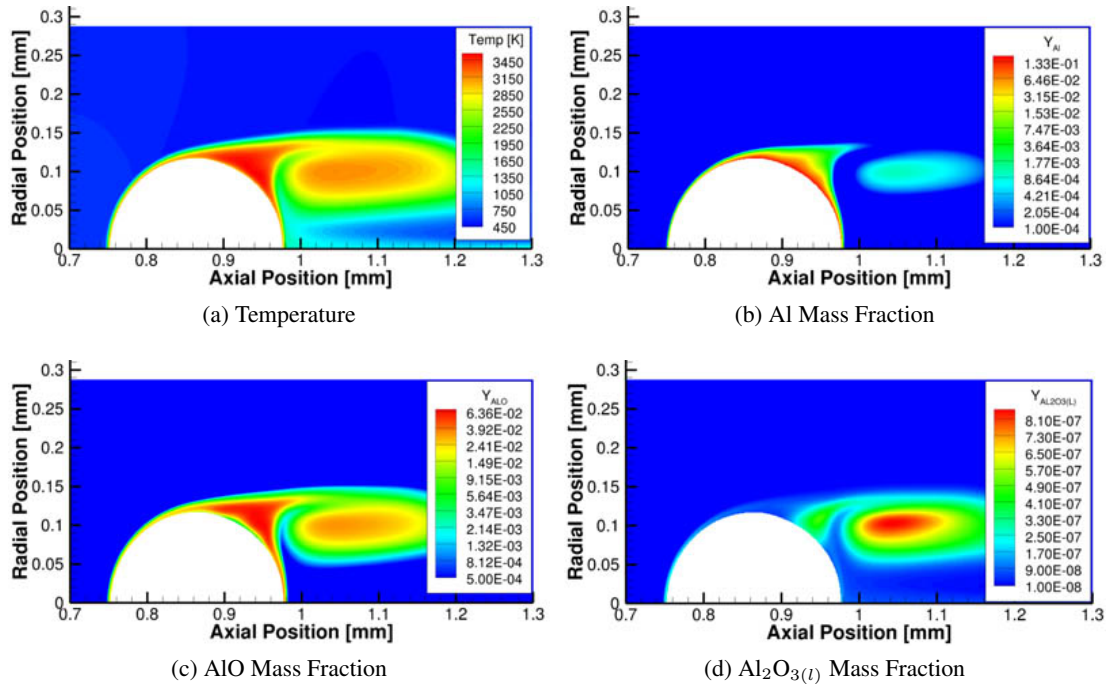 0.3
0.25
0.2
0.15
0.1
0.05
0
Radial Position [mm]
Temp [K]
3450
3150
2850
2550
2250
1950
1650
1350
1050
750
450
0.7 0.8 0.9 1 1.1 1.2 1.3
Axial Position [mm]
(a) Temperature
0.3
0.25
0.2
0.15
0.1
0.05
0
Radial Position [mm]
Y_Al
1.33E-01
6.46E-02
3.15E-02
1.53E-02
7.47E-03
3.64E-03
1.77E-03
8.64E-04
4.21E-04
2.05E-04
1.00E-04
0.7 0.8 0.9 1 1.1 1.2 1.3
Axial Position [mm]
(b) Al Mass Fraction
0.3
0.25
0.2
0.15
0.1
0.05
0
Radial Position [mm]
Y_ALO
6.36E-02
3.92E-02
2.41E-02
1.49E-02
9.15E-03
5.64E-03
3.47E-03
2.14E-03
1.32E-03
8.12E-04
5.00E-04
0.7 0.8 0.9 1 1.1 1.2 1.3
Axial Position [mm]
(c) AlO Mass Fraction
0.3
0.25
0.2
0.15
0.1
0.05
0
Radial Position [mm]
Y_AL2O3(L)
8.10E-07
7.30E-07
6.50E-07
5.70E-07
4.90E-07
4.10E-07
3.30E-07
2.50E-07
1.70E-07
9.00E-08
1.00E-08
0.7 0.8 0.9 1 1.1 1.2 1.3
Axial Position [mm]
(d) Al₂O₃₍ₗ₎ Mass Fraction